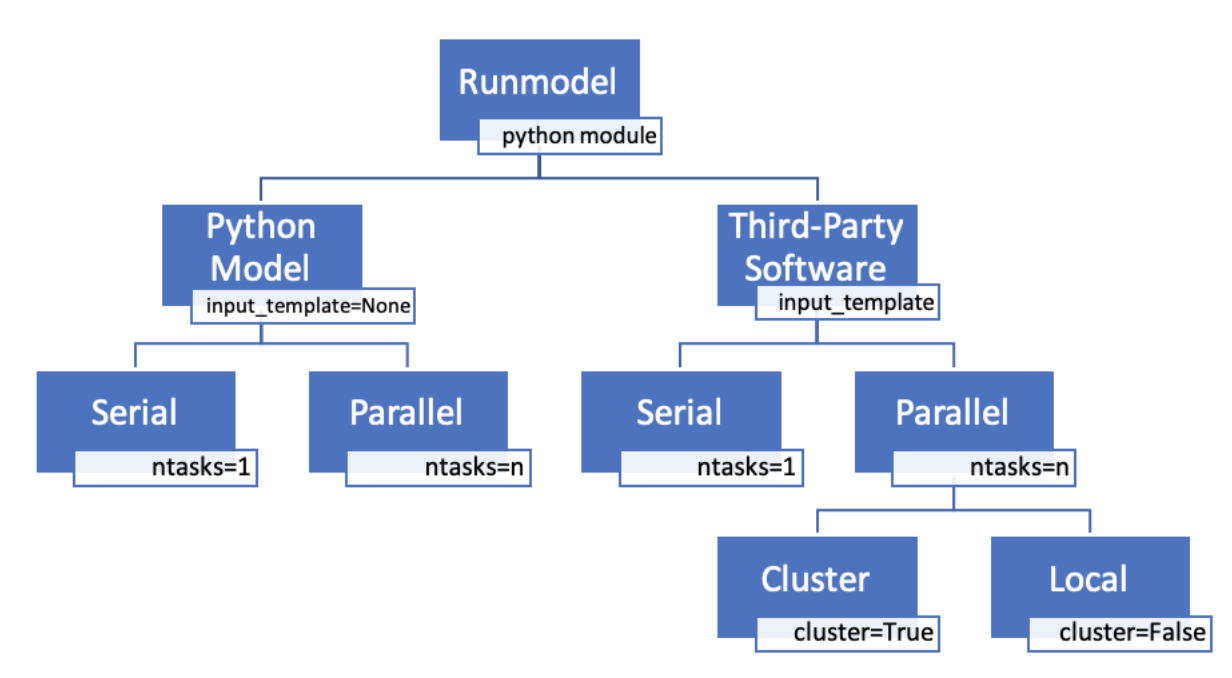 Runmodel
python module
Python
Model
input_template=None
Third-Party
Software
input_template
Serial
ntasks=1
Parallel
ntasks=n
Serial
ntasks=1
Parallel
ntasks=n
Cluster
cluster=True
Local
cluster=False